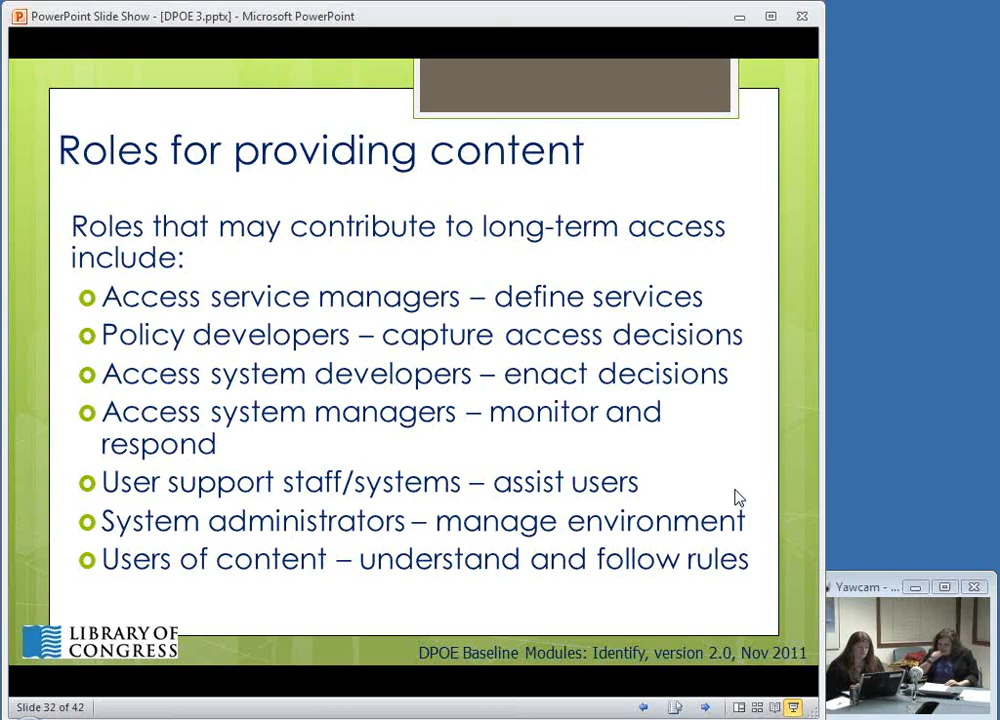 PowerPoint Slide Show - [DPOE 3.pptx] - Microsoft PowerPoint
Roles for providing content
Roles that may contribute to long-term access
include:
Access service managers – define services
Policy developers – capture access decisions
Access system developers – enact decisions
Access system managers – monitor and
respond
User support staff/systems – assist users
System administrators – manage environment
Users of content – understand and follow rules
Yawcam - ...
LIBRARY OF
CONGRESS
DPOE Baseline Modules: Identify, version 2.0, Nov 2011
Slide 32 of 42